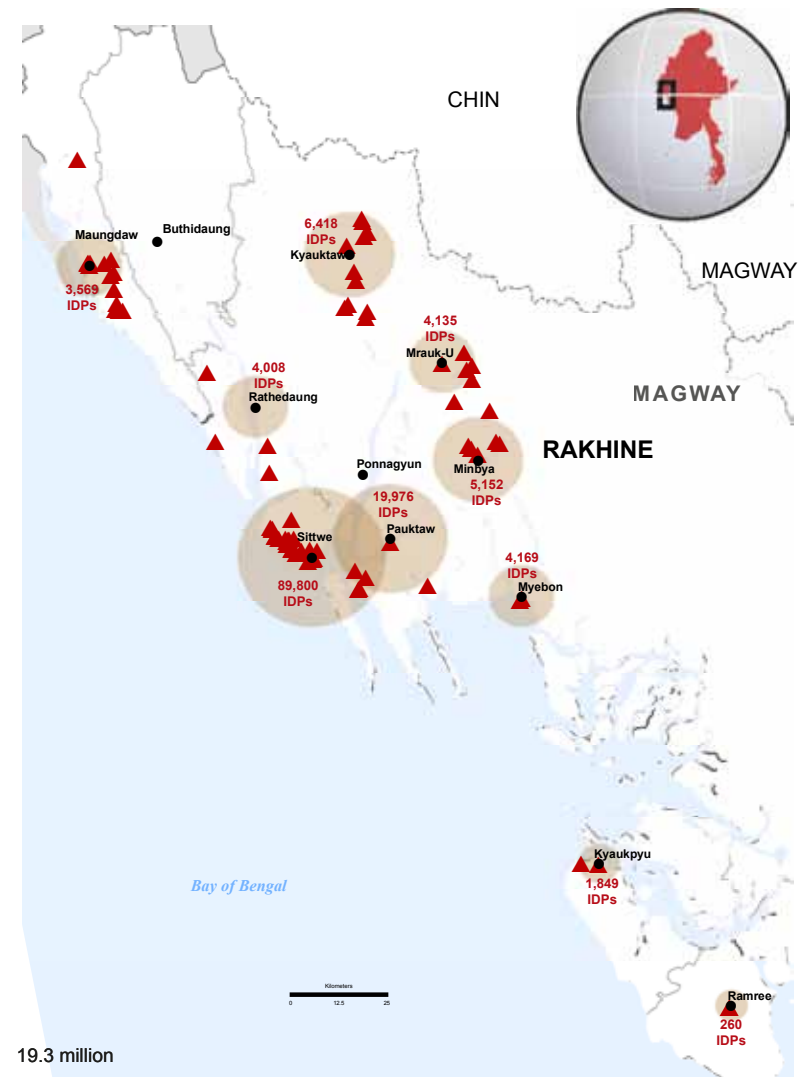 CHIN
6,418
IDPs
Kyauktaw
Buthidaung
Maungdaw
3,569
IDPs
MAGWAY
4,135
IDPs
Mrauk-U
4,008
IDPs
Rathedaung
MAGWAY
RAKHINE
Ponnagyun
Minbya
5,152
IDPs
19,976
IDPs
Pauktaw
Sittwe
89,800
IDPs
4,169
IDPs
Myebon
Kyaukpyu
1,849
IDPs
Bay of Bengal
Kilometers
0 12.5 25
Ramree
260
IDPs
19.3 million